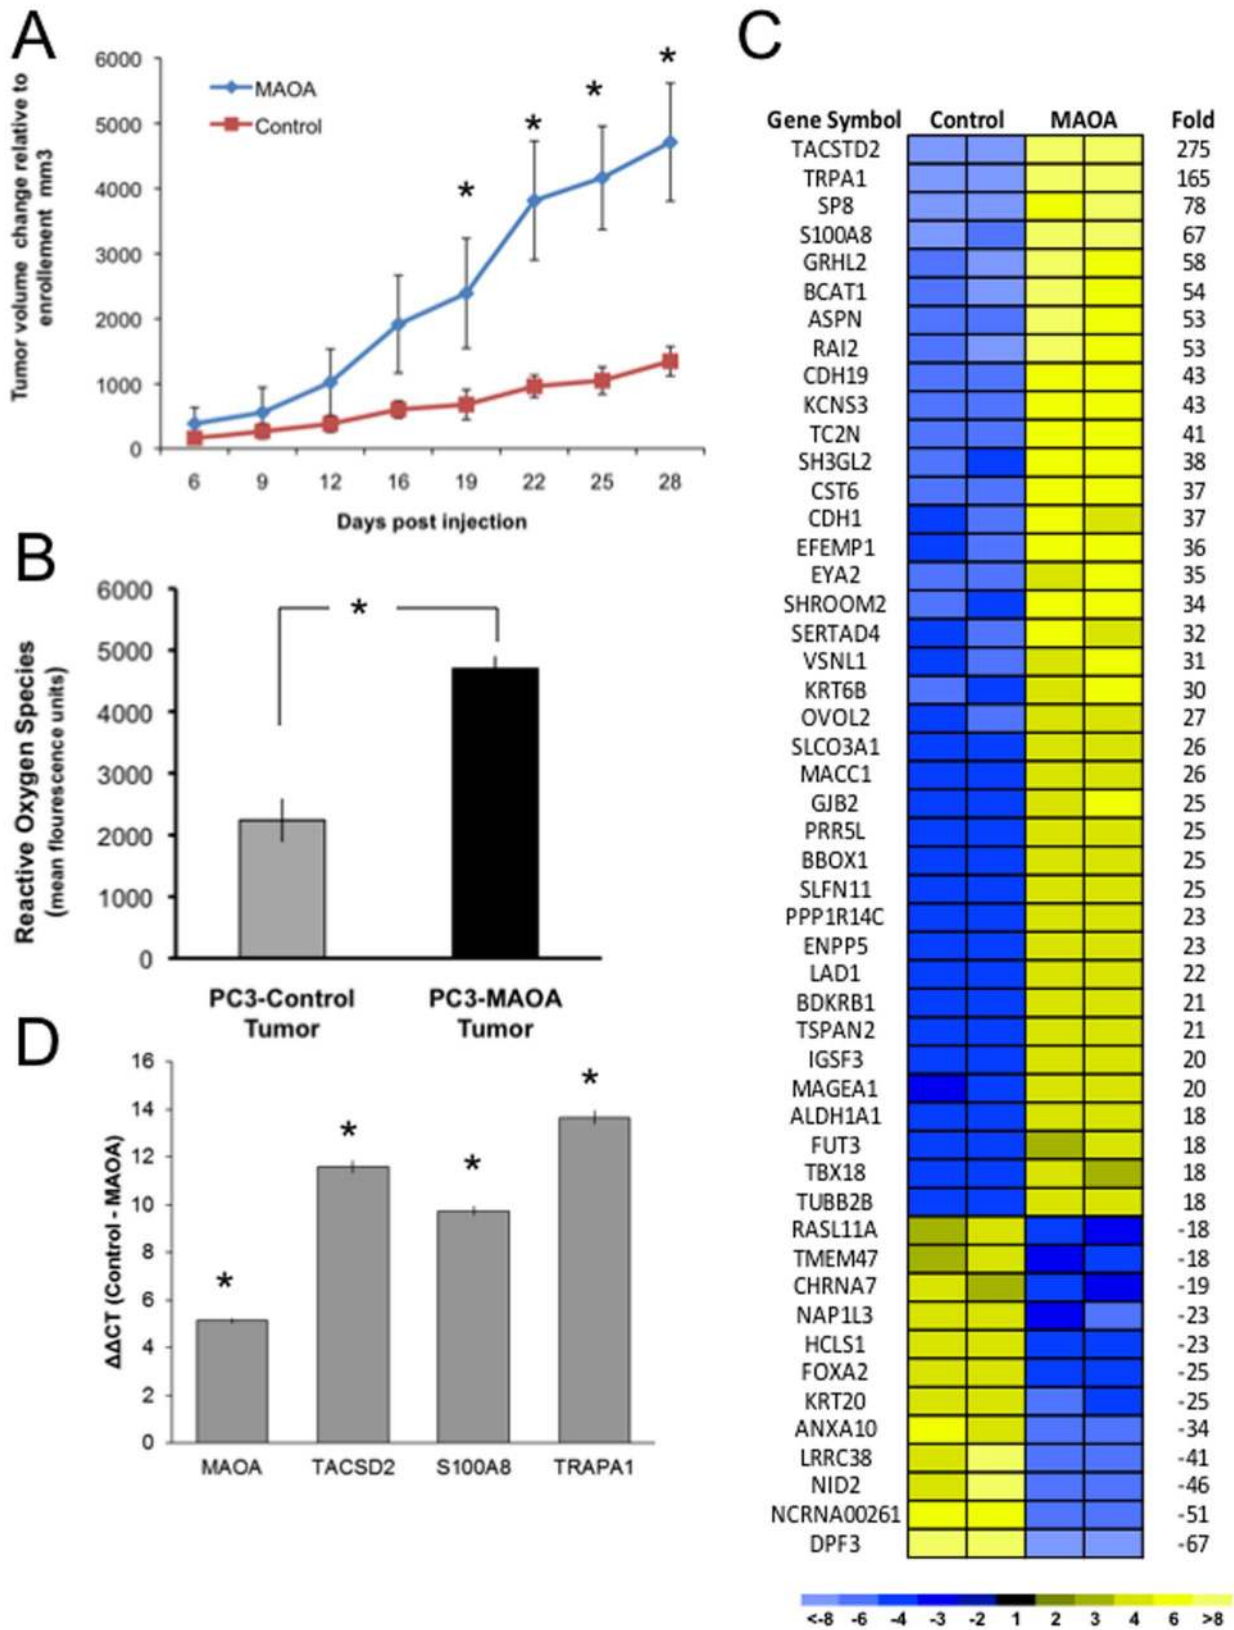 A
Tumor volume change relative to
enrollement mm3
6000
5000
4000
3000
2000
1000
0
MAOA
Control
*
*
*
*
6 9 12 16 19 22 25 28
Days post injection
B
Reactive Oxygen Species
(mean flourescence units)
6000
5000
4000
3000
2000
1000
0
*
PC3-Control
Tumor
PC3-MAOA
Tumor
D
ΔΔCT (Control - MAOA)
16
14
12
10
8
6
4
2
0
*
*
*
*
MAOA TACSD2 S100A8 TRAPA1
C
Gene Symbol Control MAOA Fold
TACSTD2 275
TRPA1 165
SP8 78
S100A8 67
GRHL2 58
BCAT1 54
ASPN 53
RAI2 53
CDH19 43
KCNS3 43
TC2N 41
SH3GL2 38
CST6 37
CDH1 37
EFEMP1 36
EYA2 35
SHROOM2 34
SERTAD4 32
VSNL1 31
KRT6B 30
OVOL2 27
SLCO3A1 26
MACC1 26
GJB2 25
PRR5L 25
BBOX1 25
SLFN11 25
PPP1R14C 23
ENPP5 23
LAD1 22
BDKRB1 21
TSPAN2 21
IGSF3 20
MAGEA1 20
ALDH1A1 18
FUT3 18
TBX18 18
TUBB2B 18
RASL11A -18
TMEM47 -18
CHRNA7 -19
NAP1L3 -23
HCLS1 -23
FOXA2 -25
KRT20 -25
ANXA10 -34
LRRC38 -41
NID2 -46
NCRNA00261 -51
DPF3 -67
<-8 -6 -4 -3 -2 1 2 3 4 6 >8